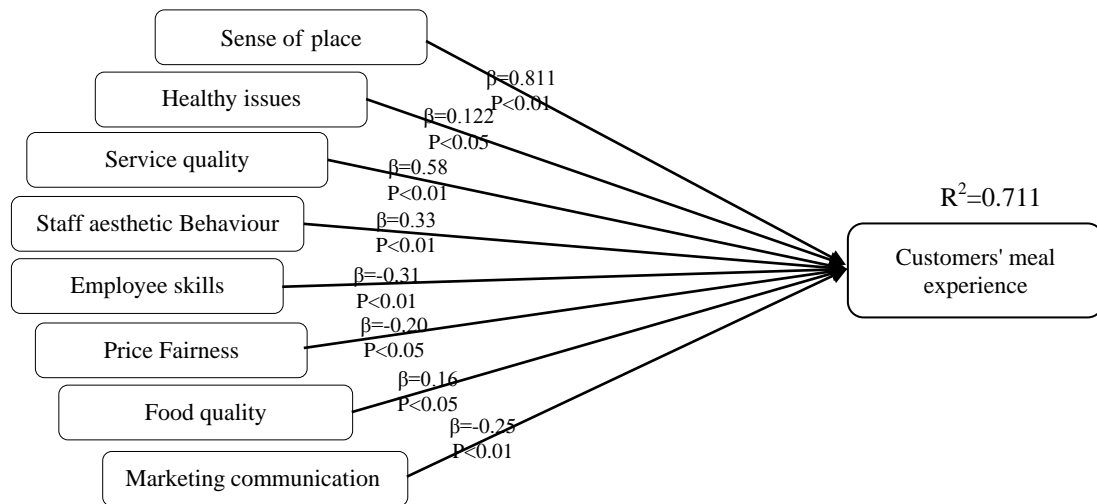 Sense of place
β=0.811
P<0.01
Healthy issues
β=0.122
P<0.05
Service quality
β=0.58
P<0.01
R²=0.711
Staff aesthetic Behaviour
β=0.33
P<0.01
Customers' meal
experience
Employee skills
β=-0.31
P<0.01
Price Fairness
β=-0.20
P<0.05
Food quality
β=0.16
P<0.05
Marketing communication
β=-0.25
P<0.01